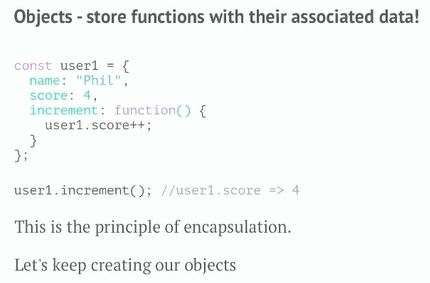 Objects - store functions with their associated data!
const user1 = {
name: "Phil",
score: 4,
increment: function() {
user1.score++;
}
};
user1.increment(); //user1.score => 4
This is the principle of encapsulation.
Let's keep creating our objects